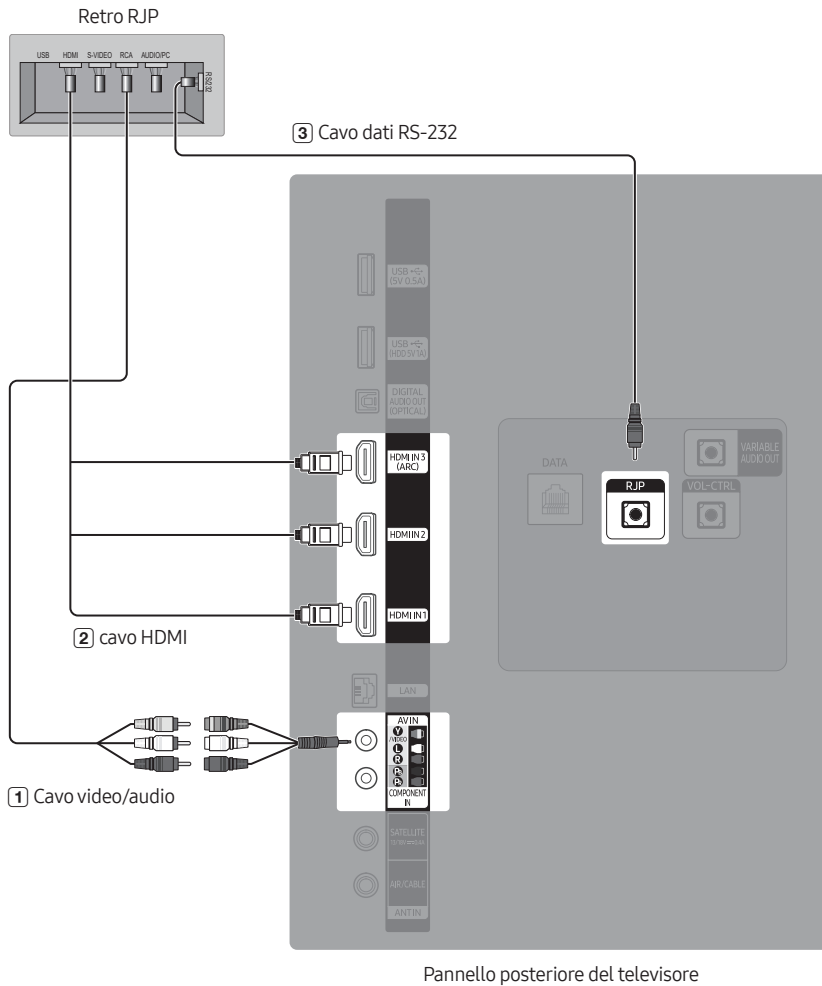 Retro RJP
USB HDMI S-VIDEO RCA AUDIO/PC
RS232
3 Cavo dati RS-232
USB
(5V 0.5A)
USB
(HDD 5V 1A)
DIGITAL
AUDIO OUT
(OPTICAL)
HDMI IN 3
(ARC)
DATA
VARIABLE
AUDIO OUT
RJP
VOL-CTRL
HDMI IN 2
HDMI IN 1
2 cavo HDMI
LAN
AV IN
Y
/VIDEO
L
R
PB
PR
COMPONENT
IN
1 Cavo video/audio
SATELLITE
AIR/CABLE
ANT IN
Pannello posteriore del televisore